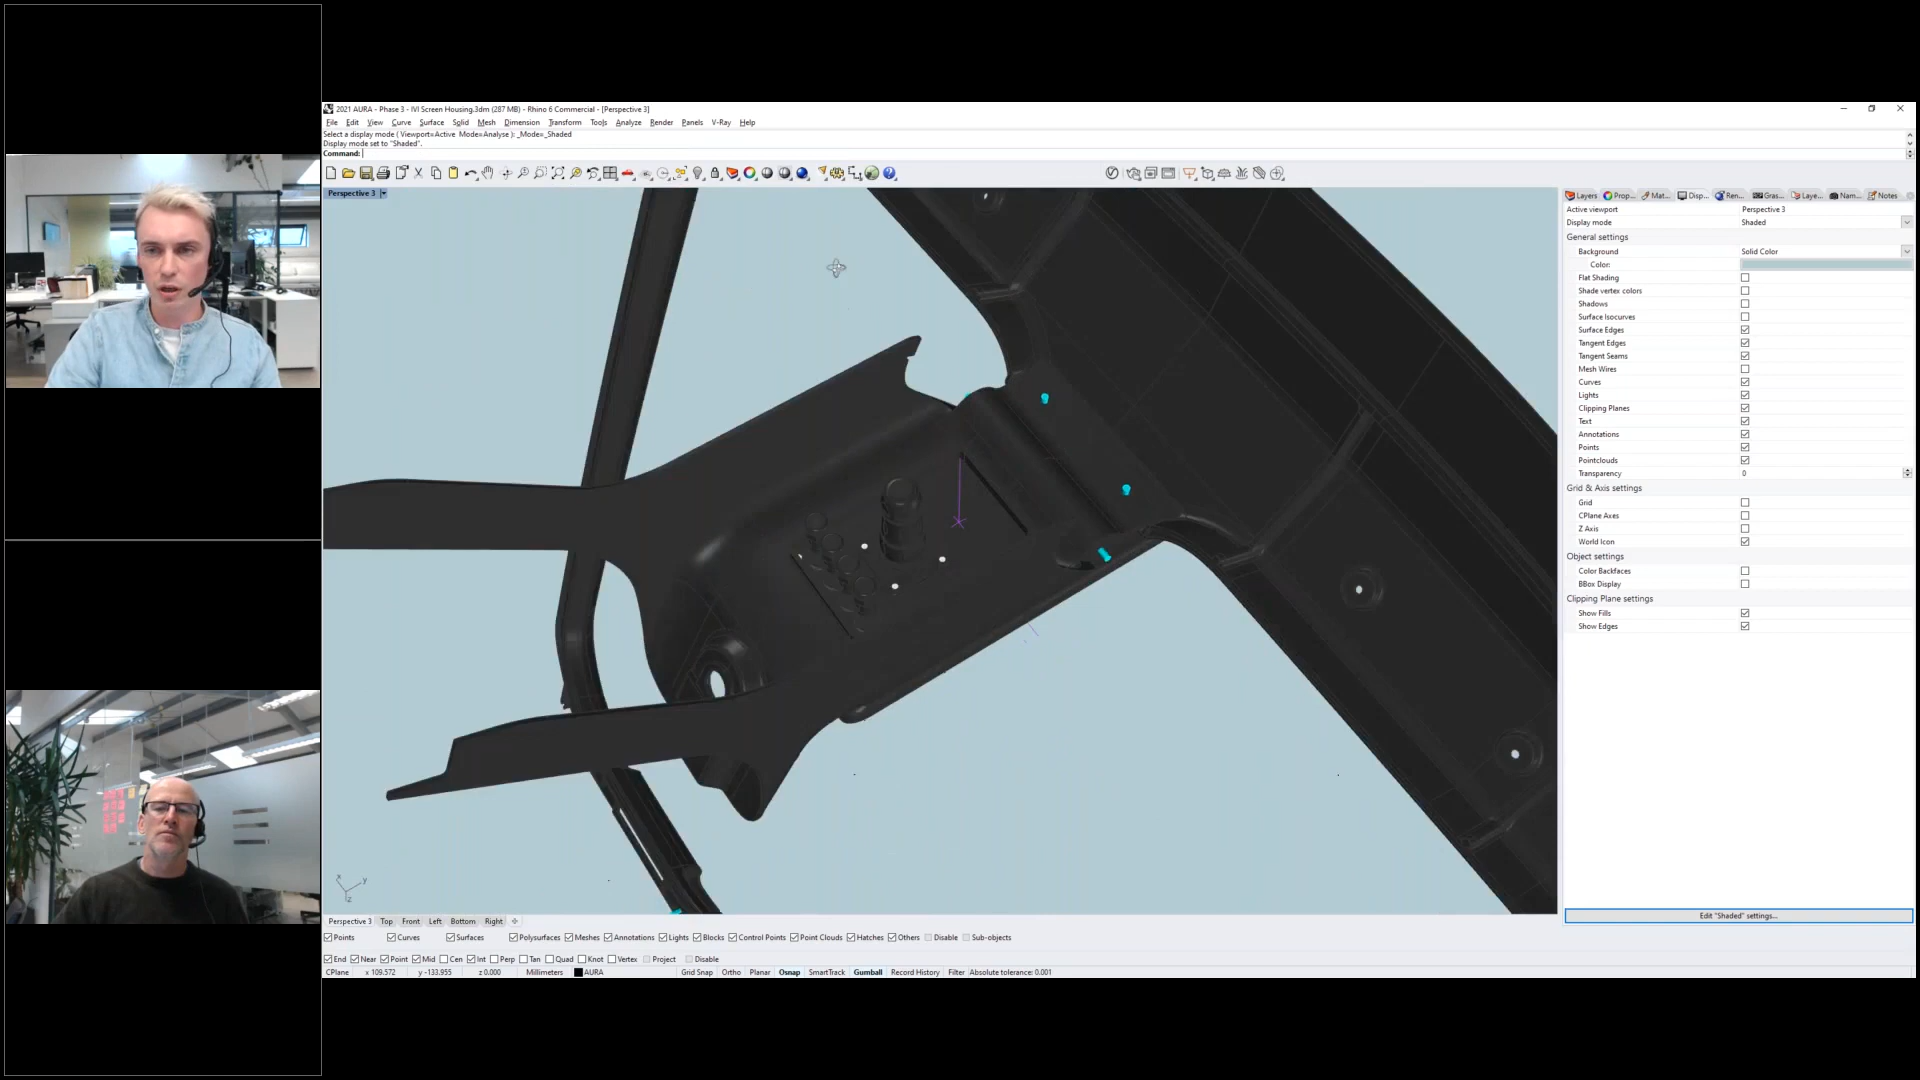 2021 AURA - Phase 3 - IVI Screen Housing.3dm (287 MB) - Rhino 6 Commercial - [Perspective 3]
File Edit View Curve Surface Solid Mesh Dimension Transform Tools Analyze Render Panels V-Ray Help
Select a display mode ( Viewport=Active Mode=Analyse ): _Mode=_Shaded
Display mode set to "Shaded".
Command:
Perspective 3
Layers Prop... Mat... Disp... Ren... Gras... Laye... Nam... Notes
Active viewport Perspective 3
Display mode Shaded
General settings
Background Solid Color
Color:
Flat Shading
Shade vertex colors
Shadows
Surface Isocurves
Surface Edges
Tangent Edges
Tangent Seams
Mesh Wires
Curves
Lights
Clipping Planes
Text
Annotations
Points
Pointclouds
Transparency 0
Grid & Axis settings
Grid
CPlane Axes
Z Axis
World Icon
Object settings
Color Backfaces
BBox Display
Clipping Plane settings
Show Fills
Show Edges
Edit "Shaded" settings...
x y z
Perspective 3 Top Front Left Bottom Right
Points Curves Surfaces Polysurfaces Meshes Annotations Lights Blocks Control Points Point Clouds Hatches Others Disable Sub-objects
End Near Point Mid Cen Int Perp Tan Quad Knot Vertex Project Disable
CPlane x 109.572 y -133.955 z 0.000 Millimeters AURA Grid Snap Ortho Planar Osnap SmartTrack Gumball Record History Filter Absolute tolerance: 0.001